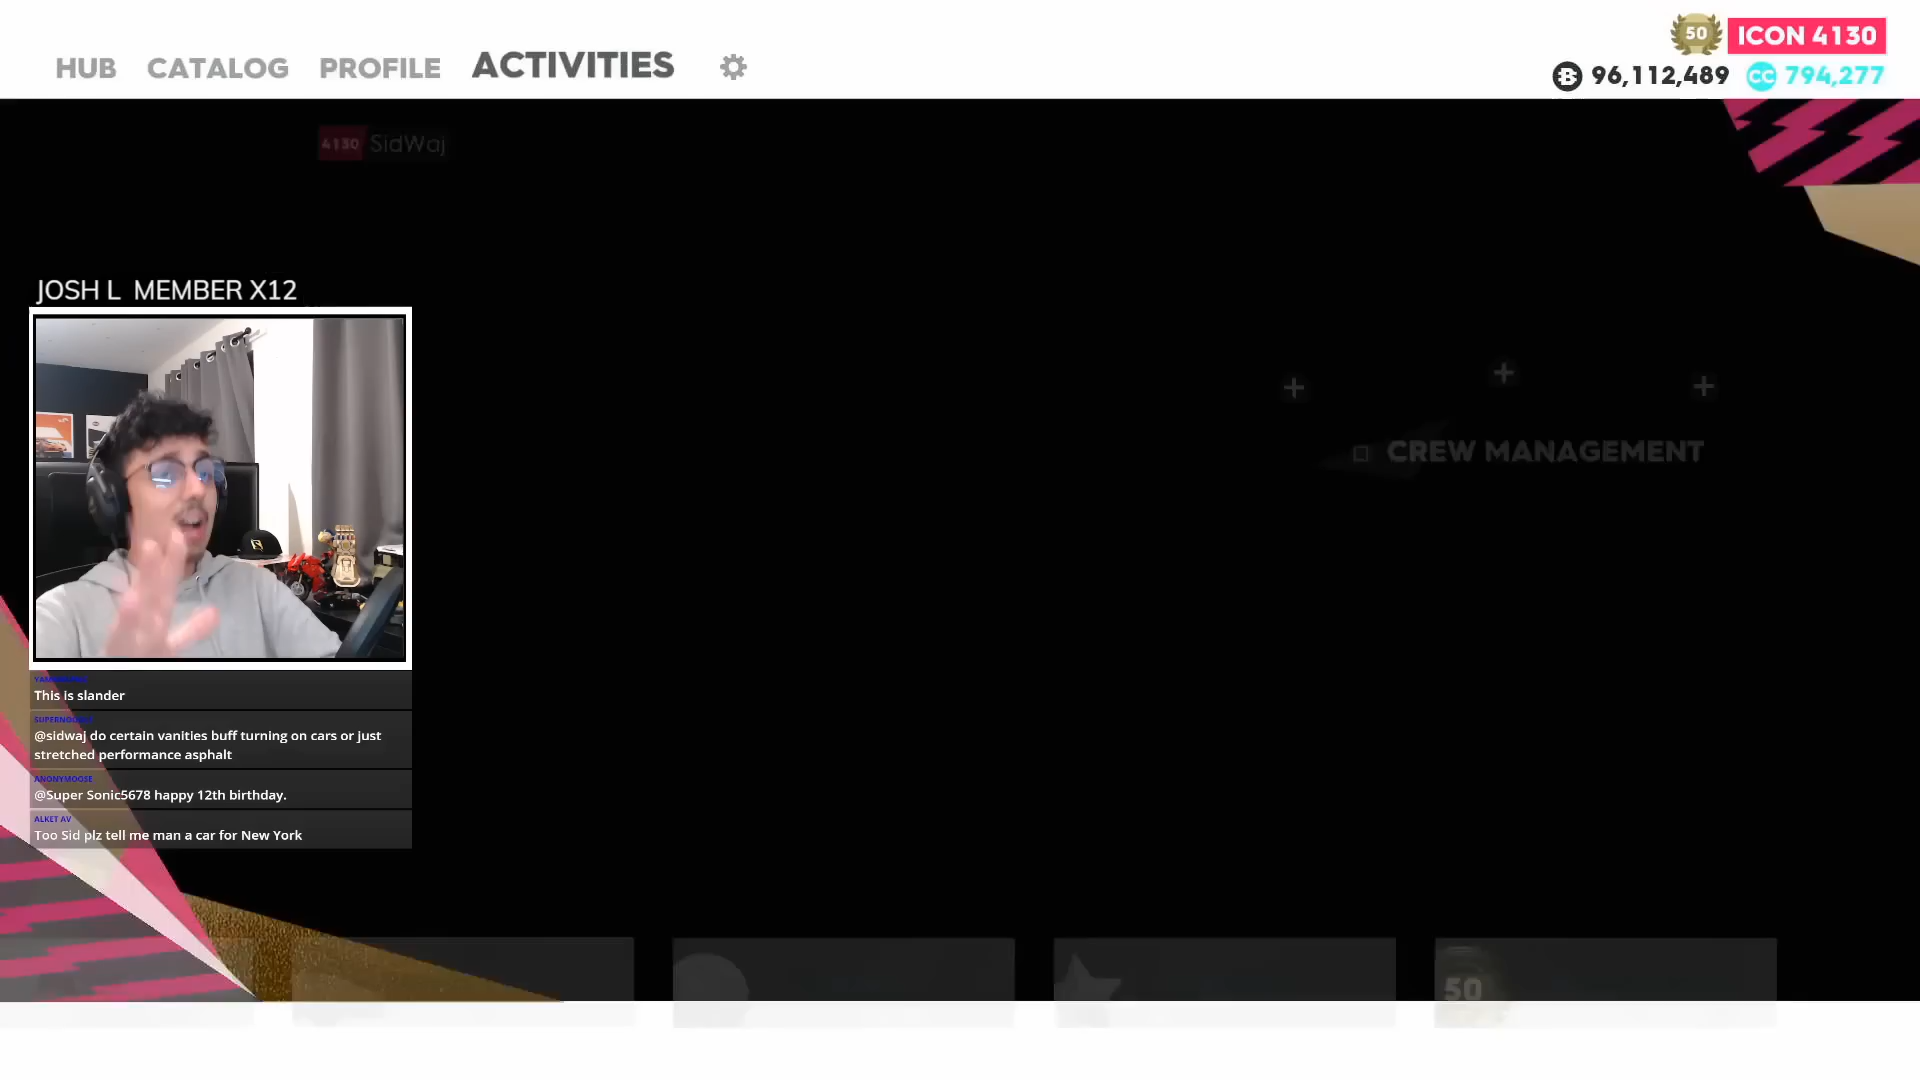 HUB CATALOG PROFILE ACTIVITIES
50 ICON 4130
96,112,489 CC 794,277
4130 SidWaj
JOSH L MEMBER X12
This is slander
@sidwaj do certain vanities buff turning on cars or just
stretched performance asphalt
ANONYMOOSE
@Super Sonic5678 happy 12th birthday.
ALKET AV
Too Sid plz tell me man a car for New York
CREW MANAGEMENT
50